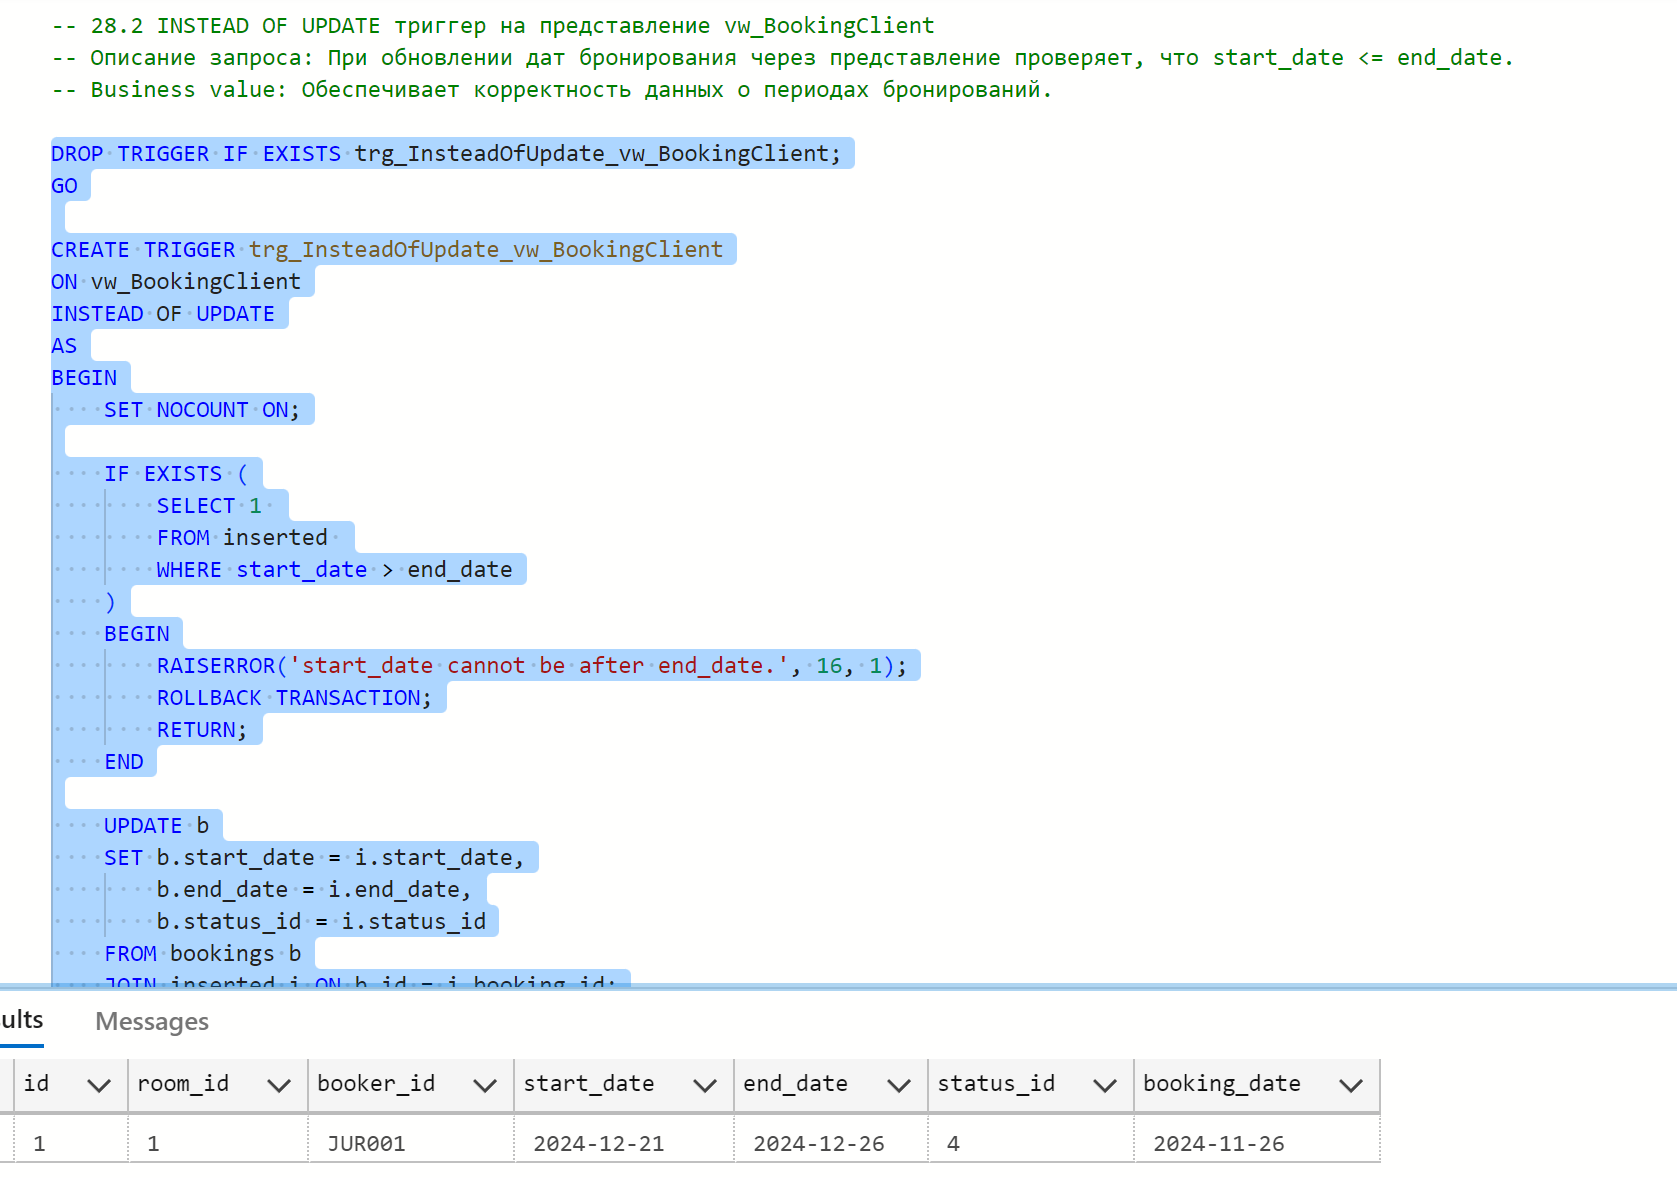 -- 28.2 INSTEAD OF UPDATE триггер на представление vw_BookingClient
-- Описание запроса: При обновлении дат бронирования через представление проверяет, что start_date <= end_date.
-- Business value: Обеспечивает корректность данных о периодах бронирований.
DROP TRIGGER IF EXISTS trg_InsteadOfUpdate_vw_BookingClient;
GO
CREATE TRIGGER trg_InsteadOfUpdate_vw_BookingClient
ON vw_BookingClient
INSTEAD OF UPDATE
AS
BEGIN
SET NOCOUNT ON;
IF EXISTS (
SELECT 1
FROM inserted
WHERE start_date > end_date
)
BEGIN
RAISERROR('start_date cannot be after end_date.', 16, 1);
ROLLBACK TRANSACTION;
RETURN;
END
UPDATE b
SET b.start_date = i.start_date,
b.end_date = i.end_date,
b.status_id = i.status_id
FROM bookings b
JOIN inserted i ON b.id = i.booking_id;
ults Messages
id room_id booker_id start_date end_date status_id booking_date
1 1 JUR001 2024-12-21 2024-12-26 4 2024-11-26